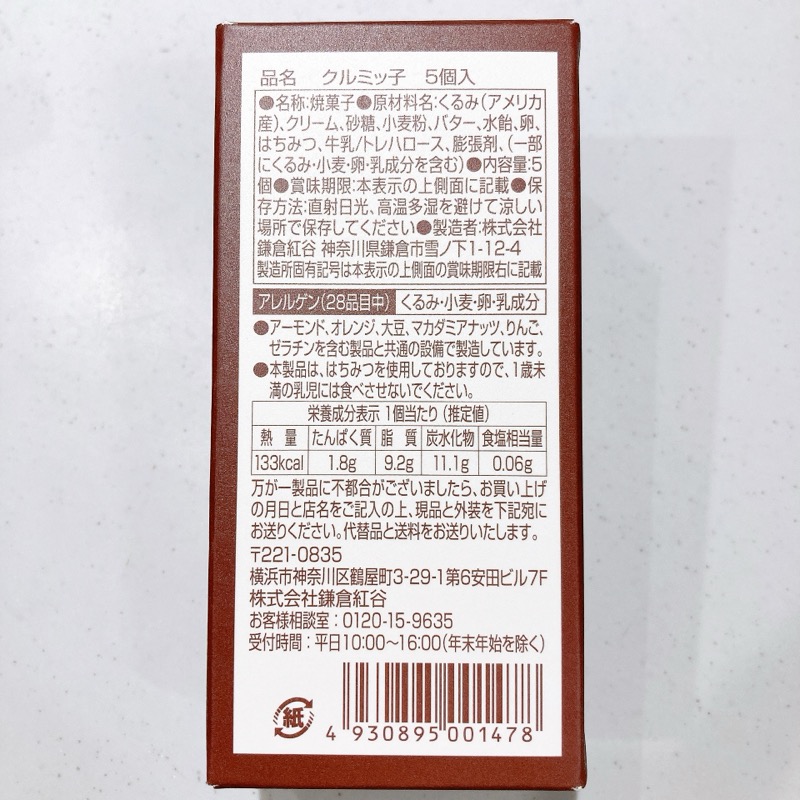 品名 クルミッ子 5個入
●名称:焼菓子●原材料名:くるみ(アメリカ
産)、クリーム、砂糖、小麦粉、バター、水飴、卵、
はちみつ、牛乳/トレハロース、膨張剤、(一部
にくるみ・小麦・卵・乳成分を含む)●内容量:5
個●賞味期限:本表示の上側面に記載●保
存方法:直射日光、高温多湿を避けて涼しい
場所で保存してください●製造者:株式会社
鎌倉紅谷 神奈川県鎌倉市雪ノ下1-12-4
製造所固有記号は本表示の上側面の賞味期限右に記載
アレルゲン(28品目中) くるみ・小麦・卵・乳成分
●アーモンド、オレンジ、大豆、マカダミアナッツ、りんご、
ゼラチンを含む製品と共通の設備で製造しています。
●本製品は、はちみつを使用しておりますので、1歳未
満の乳児には食べさせないでください。
栄養成分表示 1個当たり(推定値)
熱量 たんぱく質 脂質 炭水化物 食塩相当量
133kcal 1.8g 9.2g 11.1g 0.06g
万が一製品に不都合がございましたら、お買い上げ
の月日と店名をご記入の上、現品と外装を下記宛に
お送りください。代替品と送料をお送りいたします。
〒221-0835
横浜市神奈川区鶴屋町3-29-1第6安田ビル7F
株式会社鎌倉紅谷
お客様相談室:0120-15-9635
受付時間:平日10:00〜16:00(年末年始を除く)
紙
4 930895 001478